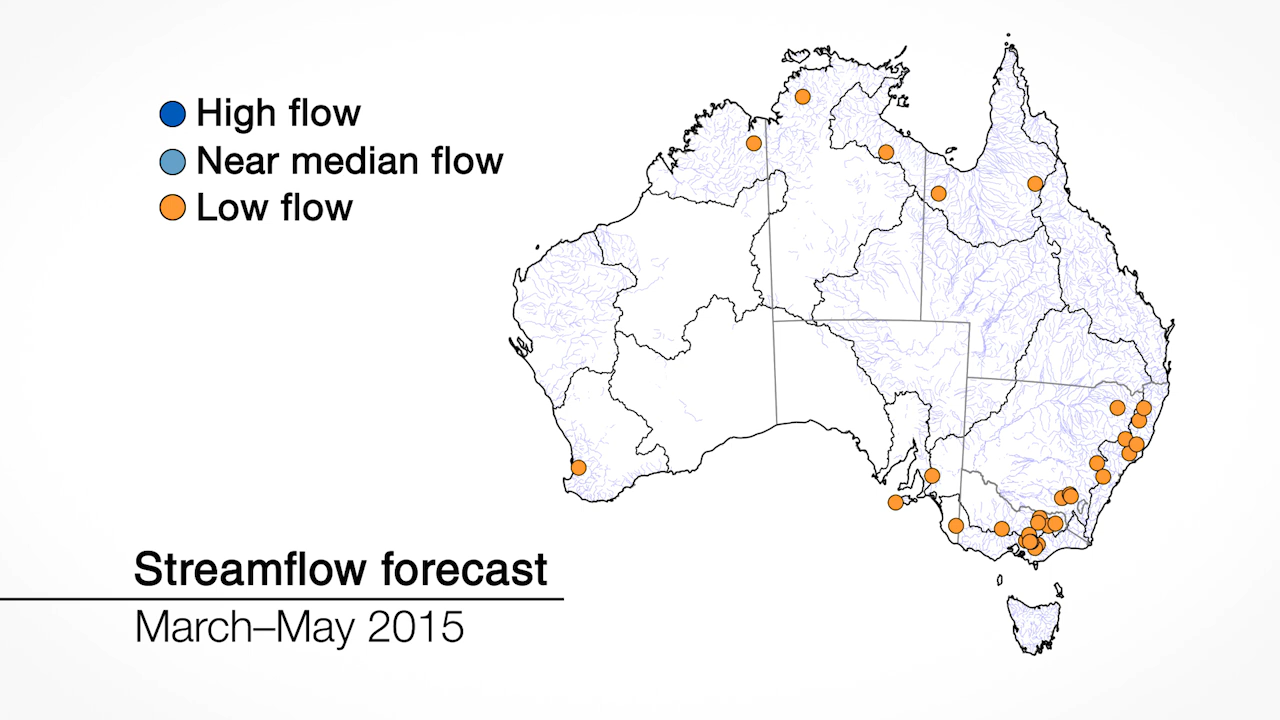 High flow
Near median flow
Low flow
Streamflow forecast
March–May 2015